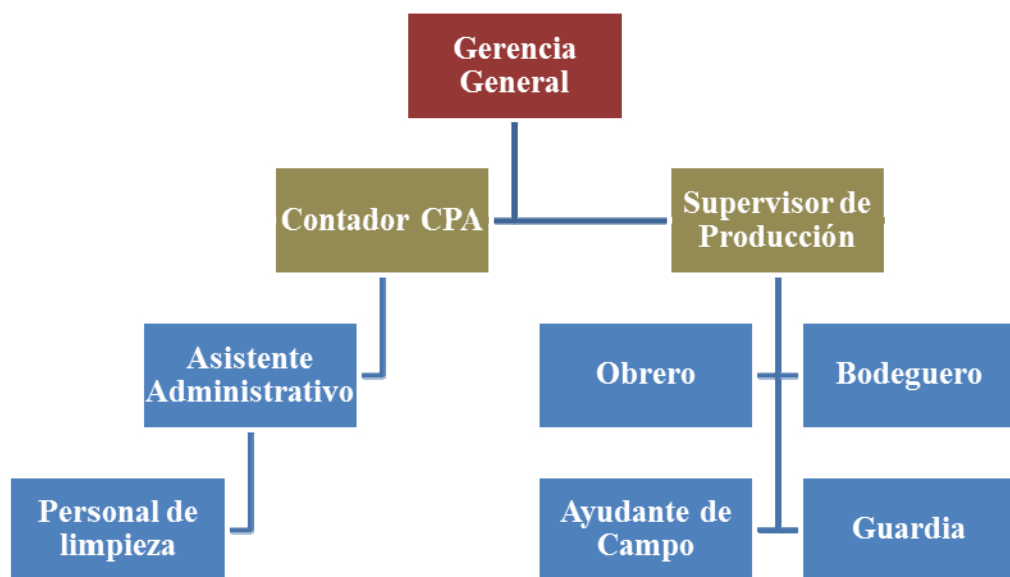 Gerencia
General
Contador CPA
Supervisor de
Producción
Asistente
Administrativo
Obrero
Bodeguero
Personal de
limpieza
Ayudante de
Campo
Guardia